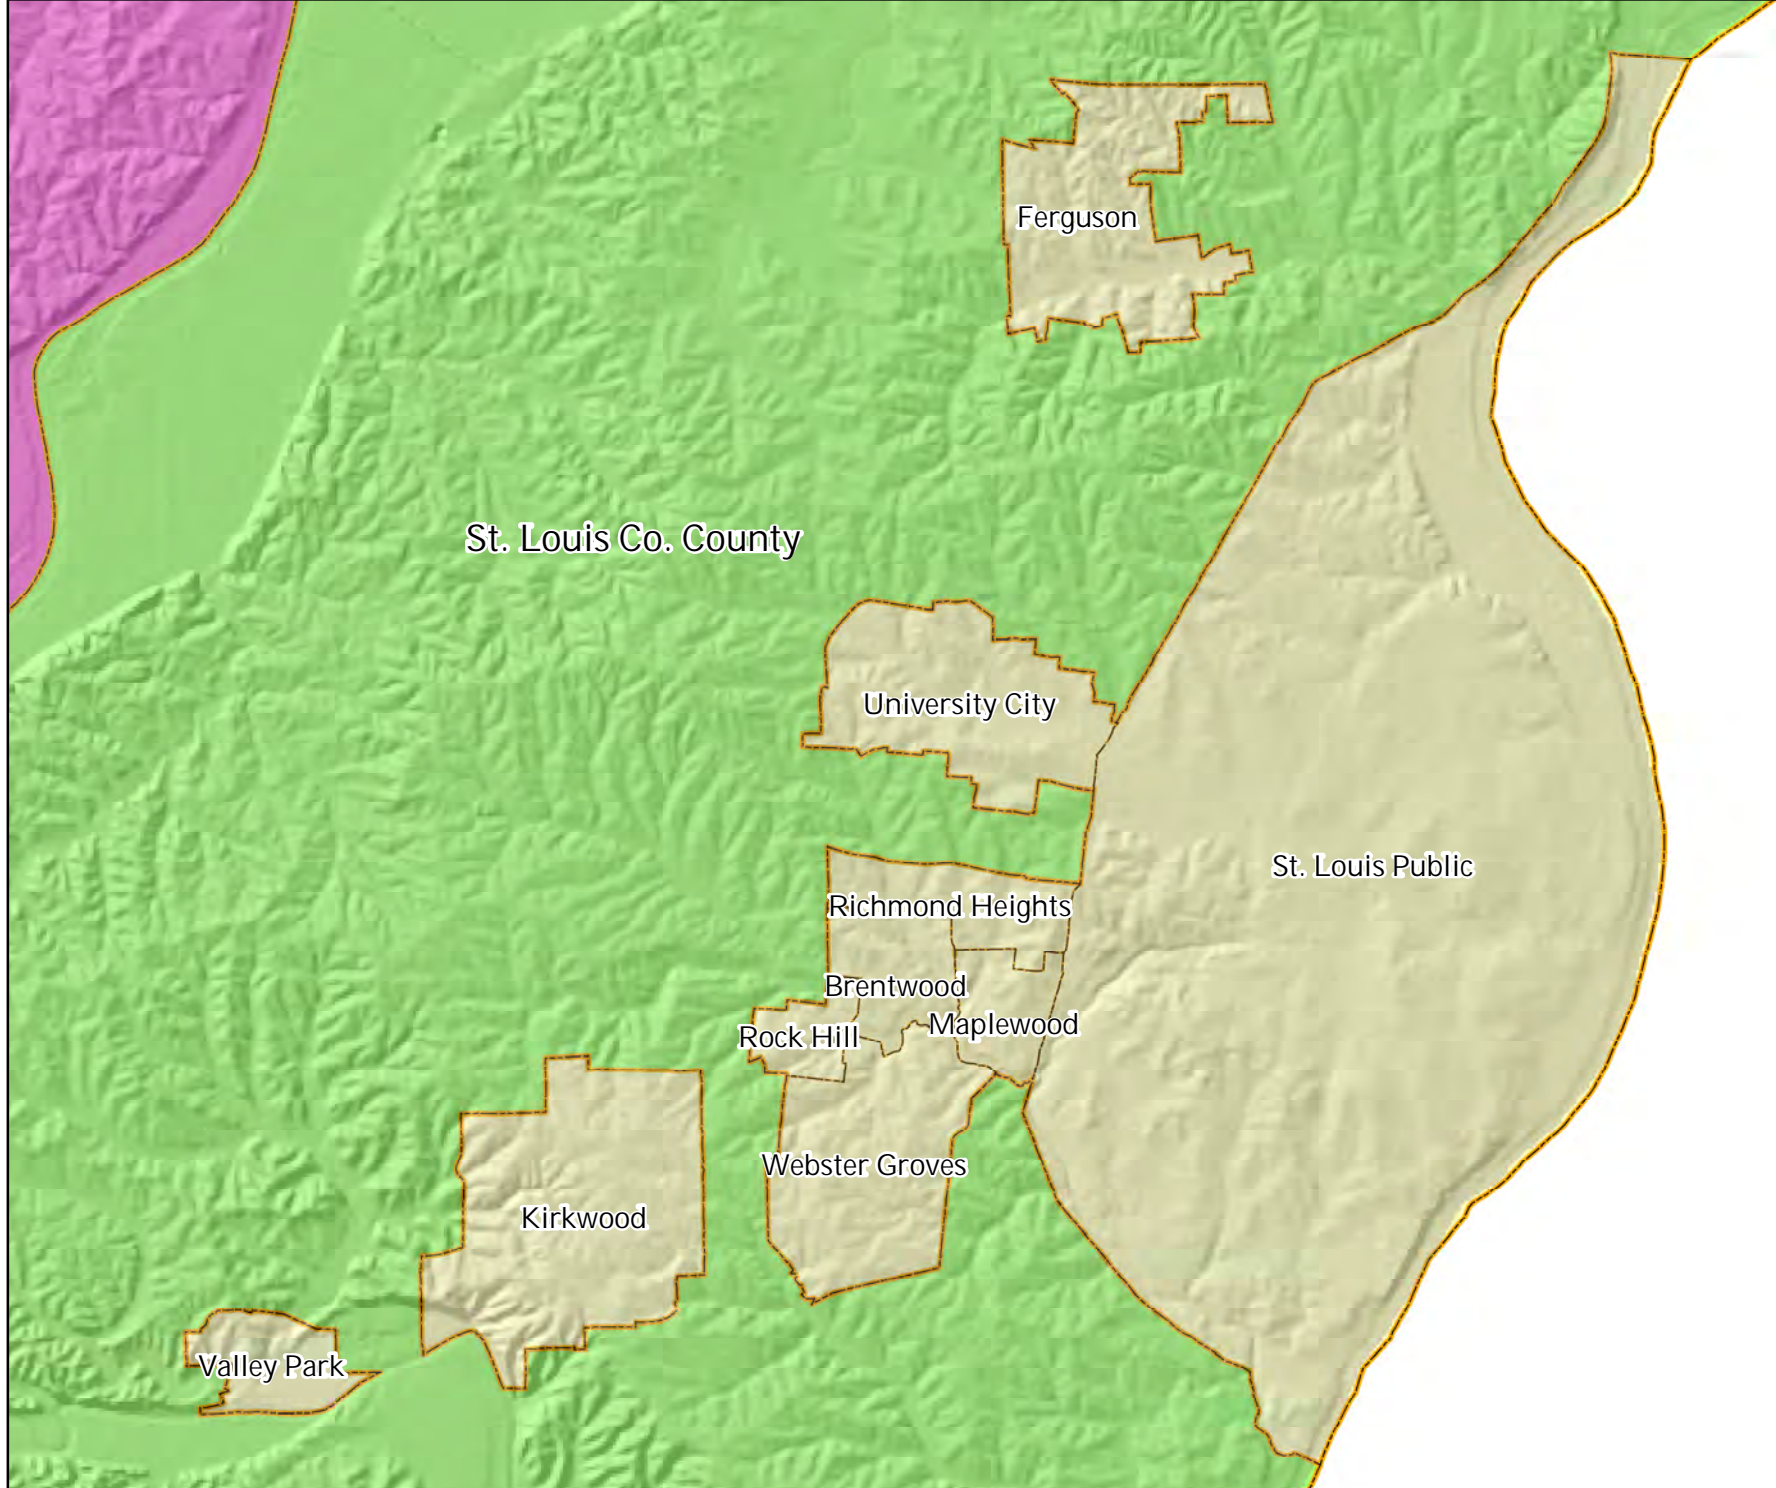 Ferguson
St. Louis Co. County
University City
St. Louis Public
Richmond Heights
Brentwood
Maplewood
Rock Hill
Webster Groves
Kirkwood
Valley Park